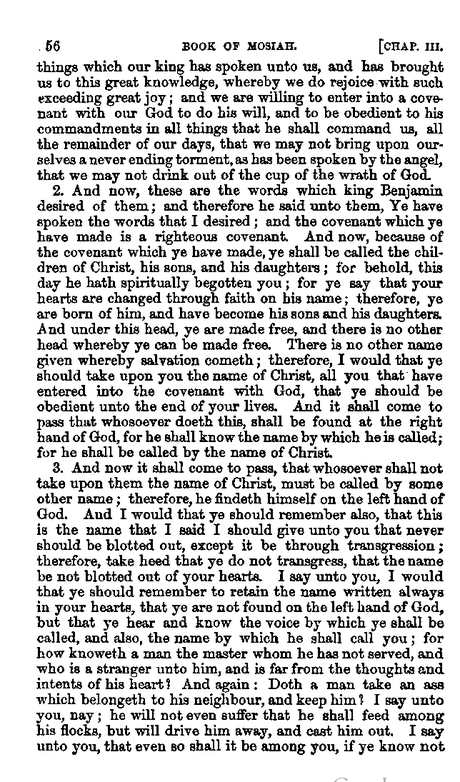 56 BOOK OF MOSIAH. [CHAP. III.
things which our king has spoken unto us, and has brought
us to this great knowledge, whereby we do rejoice with such
exceeding great joy; and we are willing to enter into a cove-
nant with our God to do his will, and to be obedient to his
commandments in all things that he shall command us, all
the remainder of our days, that we may not bring upon our-
selves a never ending torment, as has been spoken by the angel,
that we may not drink out of the cup of the wrath of God.
2. And now, these are the words which king Benjamin
desired of them; and therefore he said unto them, Ye have
spoken the words that I desired; and the covenant which ye
have made is a righteous covenant. And now, because of
the covenant which ye have made, ye shall be called the chil-
dren of Christ, his sons, and his daughters; for behold, this
day he hath spiritually begotten you; for ye say that your
hearts are changed through faith on his name; therefore, ye
are born of him, and have become his sons and his daughters.
And under this head, ye are made free, and there is no other
head whereby ye can be made free. There is no other name
given whereby salvation cometh; therefore, I would that ye
should take upon you the name of Christ, all you that have
entered into the covenant with God, that ye should be
obedient unto the end of your lives. And it shall come to
pass that whosoever doeth this, shall be found at the right
hand of God, for he shall know the name by which he is called;
for he shall be called by the name of Christ.
3. And now it shall come to pass, that whosoever shall not
take upon them the name of Christ, must be called by some
other name; therefore, he findeth himself on the left hand of
God. And I would that ye should remember also, that this
is the name that I said I should give unto you that never
should be blotted out, except it be through transgression;
therefore, take heed that ye do not transgress, that the name
be not blotted out of your hearts. I say unto you, I would
that ye should remember to retain the name written always
in your hearts, that ye are not found on the left hand of God,
but that ye hear and know the voice by which ye shall be
called, and also, the name by which he shall call you; for
how knoweth a man the master whom he has not served, and
who is a stranger unto him, and is far from the thoughts and
intents of his heart? And again: Doth a man take an ass
which belongeth to his neighbour, and keep him? I say unto
you, nay; he will not even suffer that he shall feed among
his flocks, but will drive him away, and cast him out. I say
unto you, that even so shall it be among you, if ye know not